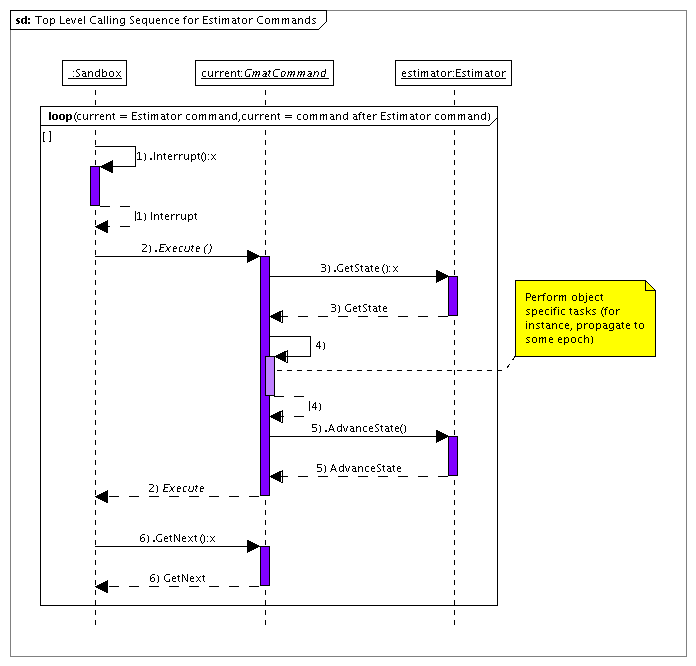 sd: Top Level Calling Sequence for Estimator Commands
:Sandbox
current:GmatCommand
estimator:Estimator
loop(current = Estimator command,current = command after Estimator command)
[ ]
1).Interrupt():x
1) Interrupt
2).Execute()
3).GetState():x
3) GetState
Perform object
specific tasks (for
instance, propagate to
some epoch)
4)
4)
5).AdvanceState()
5) AdvanceState
2) Execute
6).GetNext():x
6) GetNext